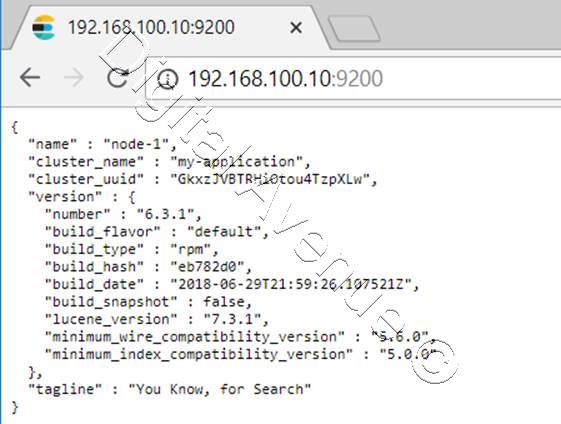 192.168.100.10:9200
192.168.100.10:9200
{
"name" : "node-1",
"cluster_name" : "my-application",
"cluster_uuid" : "GkxzJVBTRHiOtou4TzpXLw",
"version" : {
"number" : "6.3.1",
"build_flavor" : "default",
"build_type" : "rpm",
"build_hash" : "eb782d0",
"build_date" : "2018-06-29T21:59:26.107521Z",
"build_snapshot" : false,
"lucene_version" : "7.3.1",
"minimum_wire_compatibility_version" : "5.6.0",
"minimum_index_compatibility_version" : "5.0.0"
},
"tagline" : "You Know, for Search"
}
Digital Avenue ©